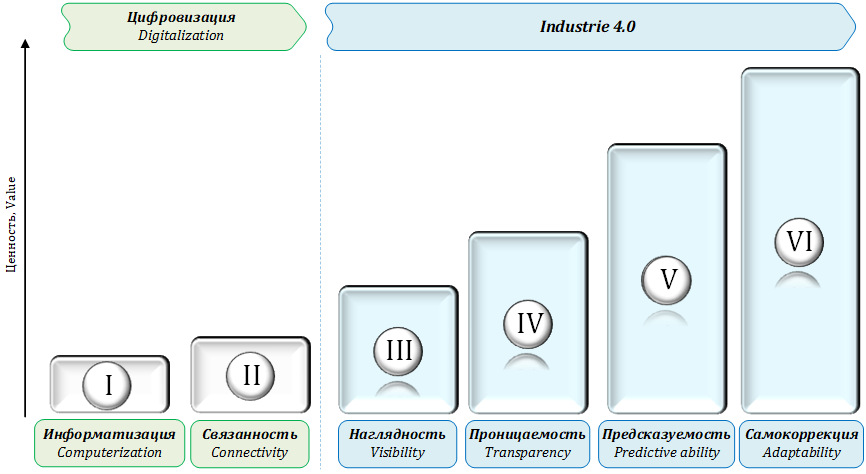 Цифровизация
Digitalization
Industrie 4.0
Ценность, Value
I
II
III
IV
V
VI
Информатизация
Computerization
Связанность
Connectivity
Наглядность
Visibility
Проницаемость
Transparency
Предсказуемость
Predictive ability
Самокоррекция
Adaptability